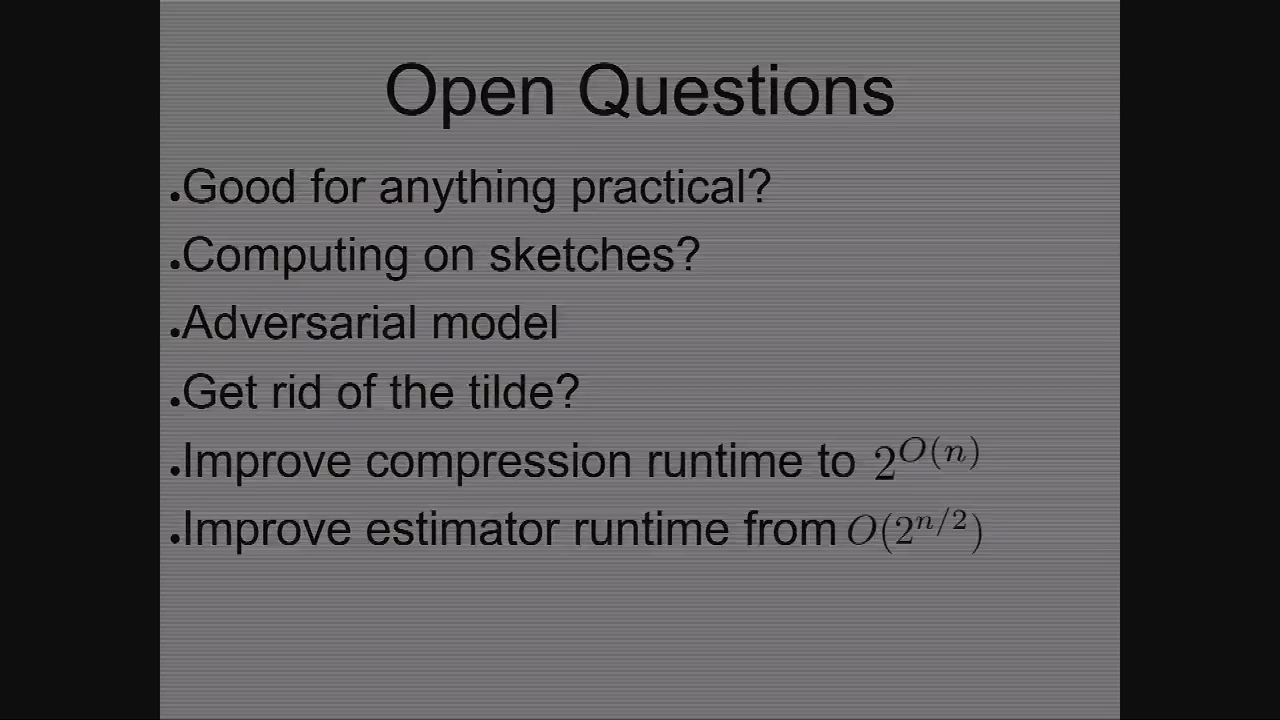 Open Questions
●Good for anything practical?
●Computing on sketches?
●Adversarial model
●Get rid of the tilde?
●Improve compression runtime to 2^{O(n)}
●Improve estimator runtime from O(2^{n/2})